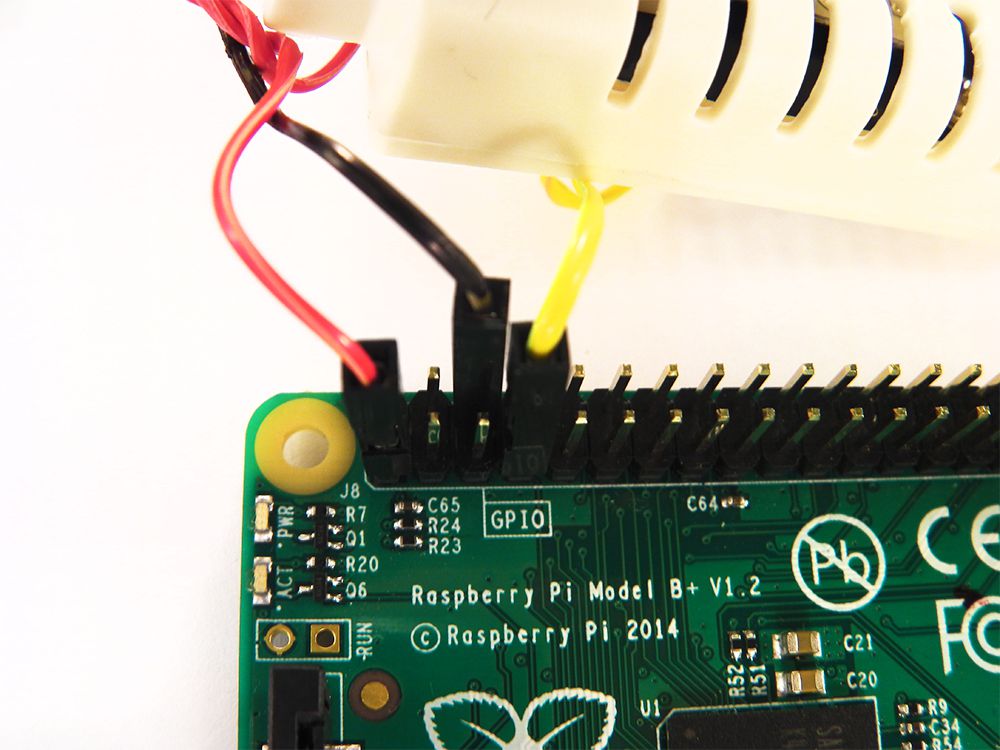 J8
PWR
R7
Q1
C65
R24
R23
GPIO
C64
Pb
CE
ACT
R20
Q6
Raspberry Pi Model B+ V1.2
© Raspberry Pi 2014
FC
RUN
R52
R51
C21
C20
U1
R9
C34